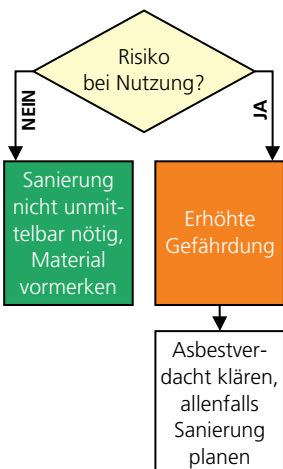 Risiko
bei Nutzung?
NEIN
JA
Sanierung
nicht unmit-
telbar nötig,
Material
vormerken
Erhöhte
Gefährdung
Asbestver-
dacht klären,
allenfalls
Sanierung
planen